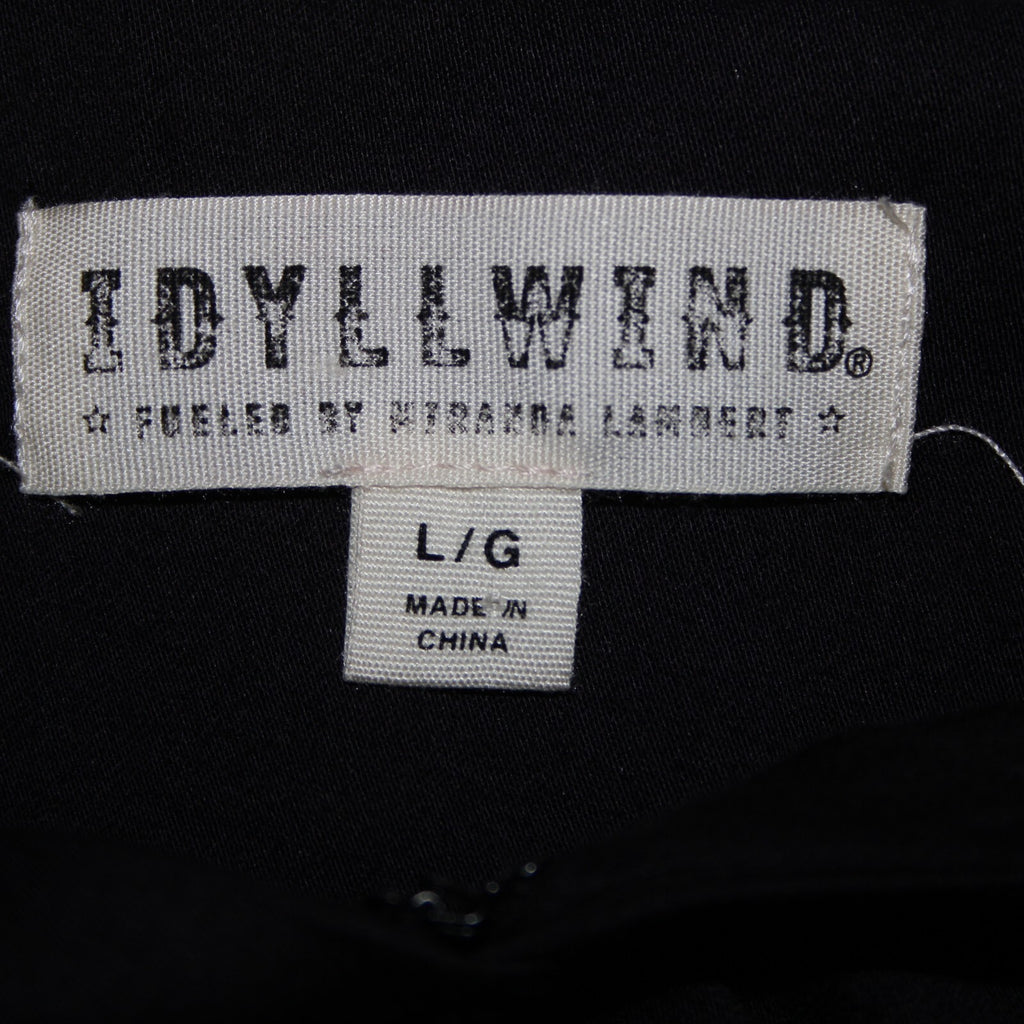 IDYLLWIND®
☆ FUELED BY MIRANDA LAMBERT ☆
L/G
MADE IN
CHINA